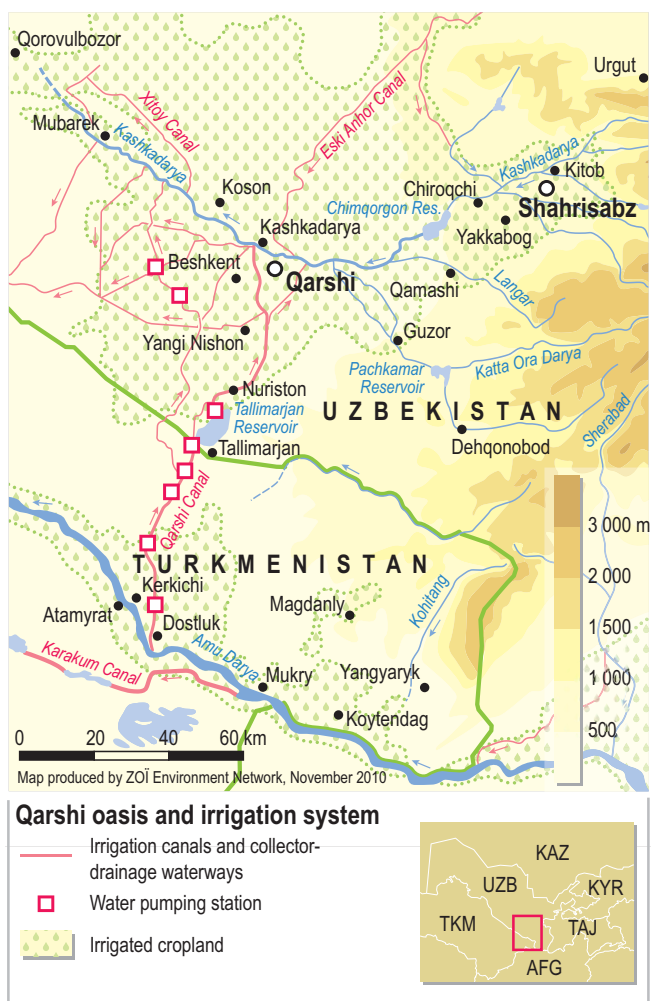 Qorovulbozor
Urgut
Xitoy Canal
Eski Anhor Canal
Mubarek
Kashkadarya
Kashkadarya
Kitob
Koson
Chiroqchi
Shahrisabz
Chimqorgon Res.
Yakkabog
Kashkadarya
Beshkent
Qarshi
Qamashi
Langar
Yangi Nishon
Guzor
Pachkamar
Reservoir
Katta Ora Darya
Nuriston
Tallimarjan
Reservoir
UZBEKISTAN
Sherabad
Tallimarjan
Dehqonobod
Qarshi Canal
3 000 m
TURKMENISTAN
2 000
Kerkichi
Magdanly
Kohitang
Atamyrat
Dostluk
1 500
Karakum Canal
Amu Darya
Mukry
Yangyaryk
1 000
Koytendag
500
0 20 40 60 km
Map produced by ZOÏ Environment Network, November 2010
Qarshi oasis and irrigation system
Irrigation canals and collector-
drainage waterways
Water pumping station
Irrigated cropland
KAZ
UZB
KYR
TKM
TAJ
AFG